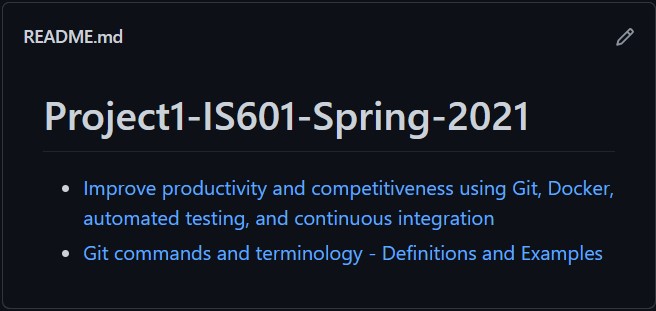 README.md
Project1-IS601-Spring-2021
Improve productivity and competitiveness using Git, Docker,
automated testing, and continuous integration
Git commands and terminology - Definitions and Examples